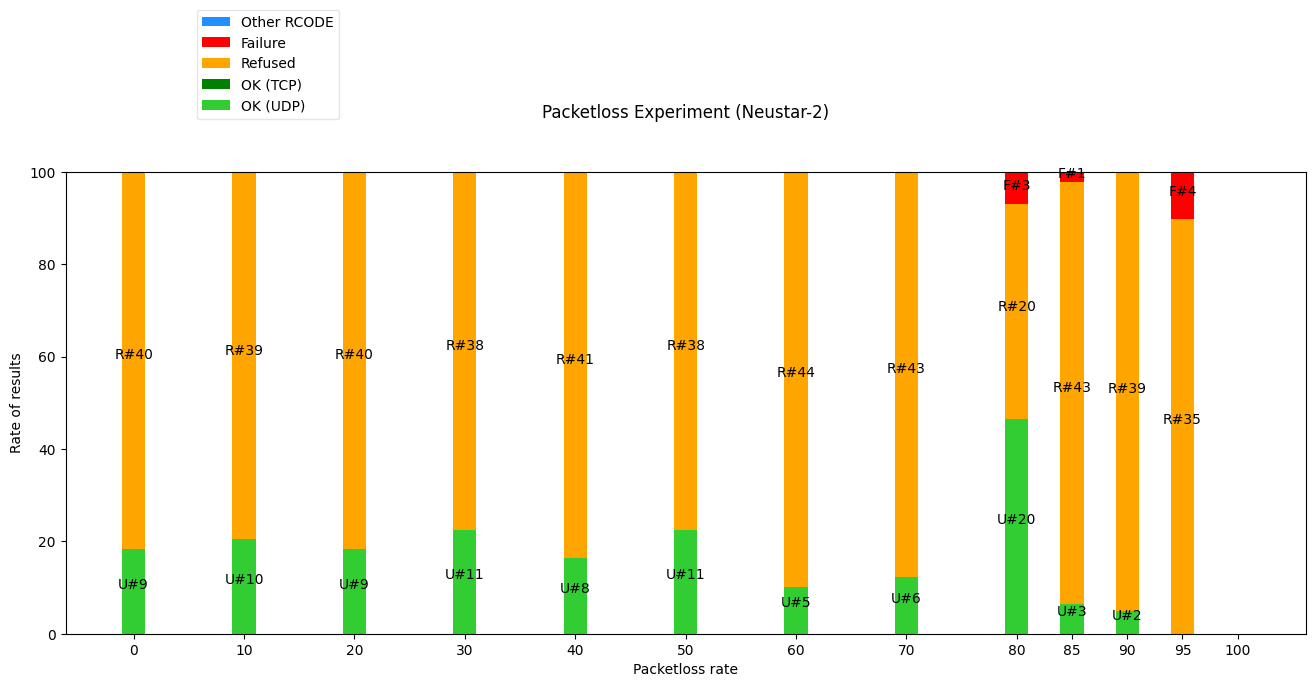 Other RCODE
Failure
Refused
OK (TCP)
OK (UDP)
Packetloss Experiment (Neustar-2)
100
80
60
40
20
0
Rate of results
F#3
F#1
F#4
R#40
R#39
R#40
R#38
R#41
R#38
R#44
R#43
R#20
R#43
R#39
R#35
U#9
U#10
U#9
U#11
U#8
U#11
U#5
U#6
U#20
U#3
U#2
0 10 20 30 40 50 60 70 80 85 90 95 100
Packetloss rate